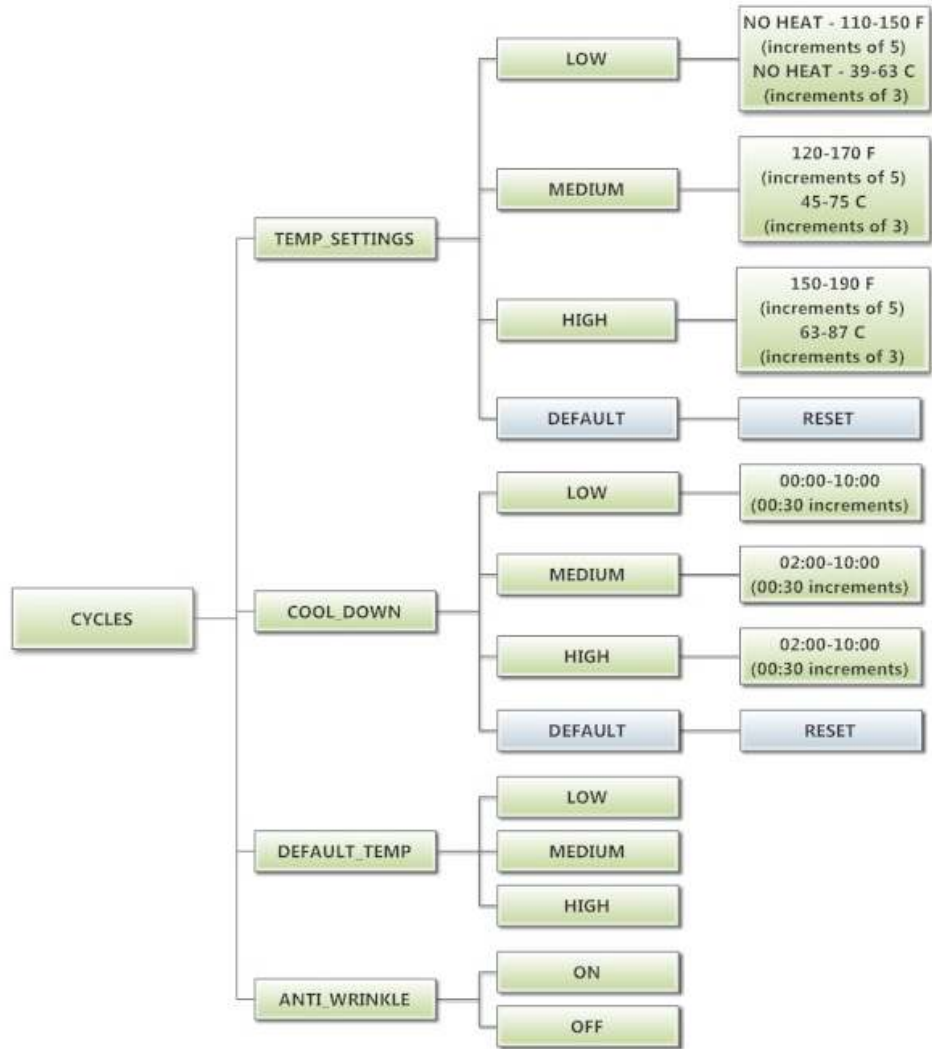 CYCLES
TEMP_SETTINGS
LOW
NO HEAT - 110-150 F
(increments of 5)
NO HEAT - 39-63 C
(increments of 3)
MEDIUM
120-170 F
(increments of 5)
45-75 C
(increments of 3)
HIGH
150-190 F
(increments of 5)
63-87 C
(increments of 3)
DEFAULT
RESET
COOL_DOWN
LOW
00:00-10:00
(00:30 increments)
MEDIUM
02:00-10:00
(00:30 increments)
HIGH
02:00-10:00
(00:30 increments)
DEFAULT
RESET
DEFAULT_TEMP
LOW
MEDIUM
HIGH
ANTI_WRINKLE
ON
OFF